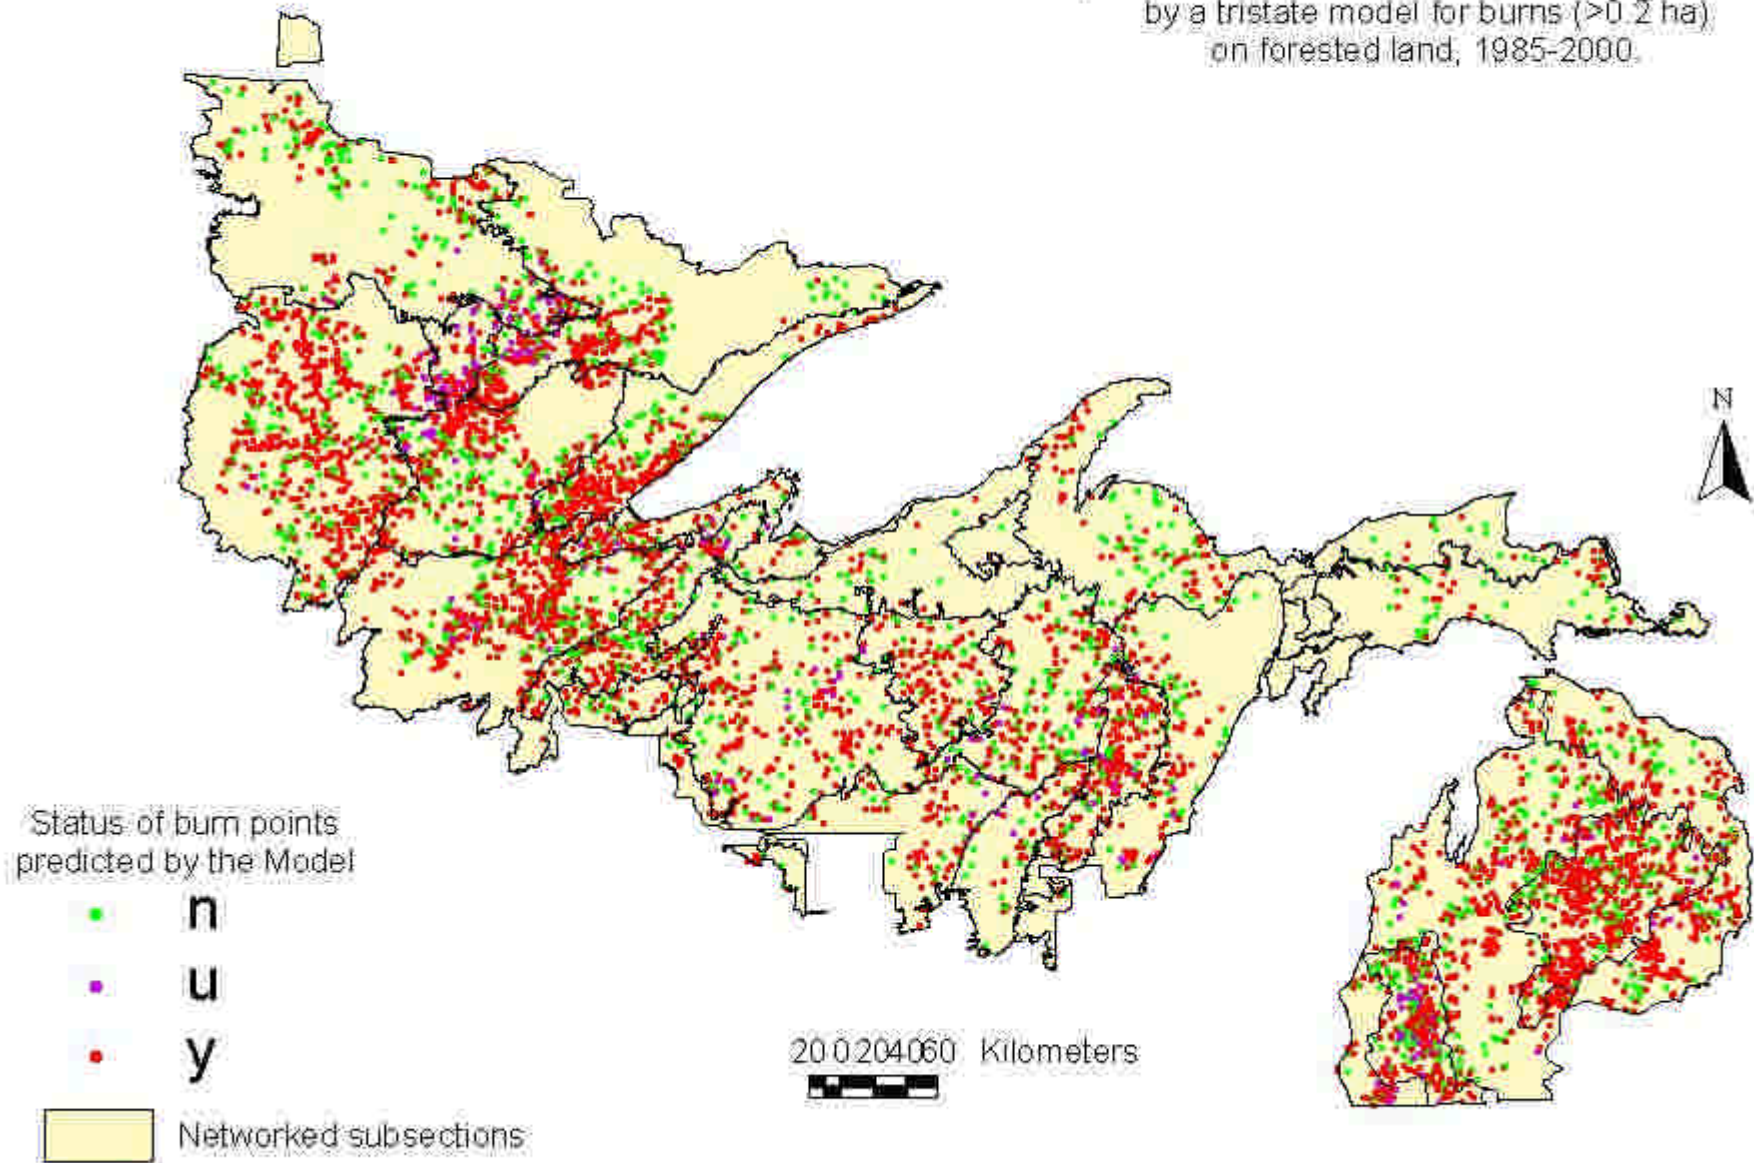 by a tristate model for burns (>0.2 ha)
on forested land, 1985-2000.
N
Status of burn points
predicted by the Model
n
u
y
Networked subsections
20 0 20 40 60 Kilometers